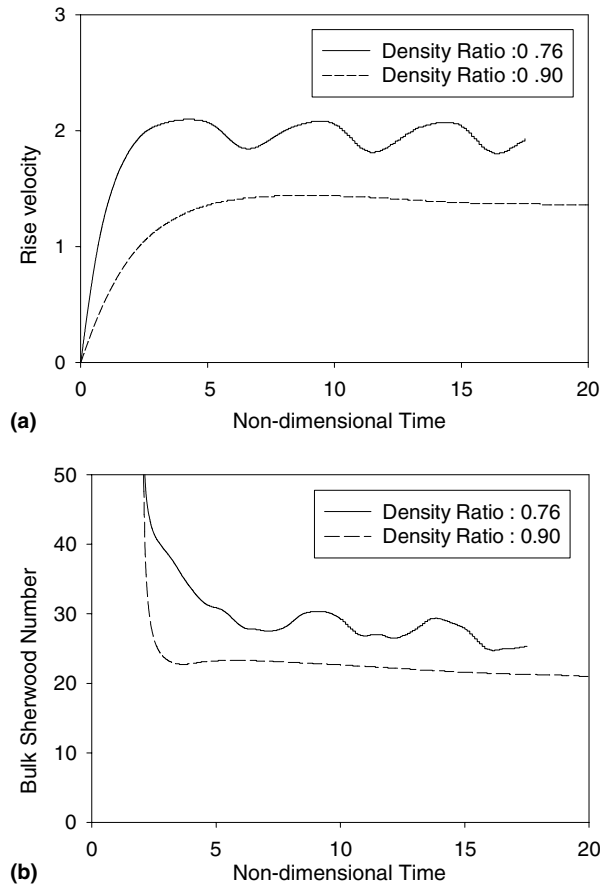 3
Density Ratio :0 .76
Density Ratio :0 .90
2
Rise velocity
1
0
0 5 10 15 20
(a) Non-dimensional Time
50
Density Ratio : 0.76
Density Ratio : 0.90
40
30
Bulk Sherwood Number
20
10
0
0 5 10 15 20
(b) Non-dimensional Time